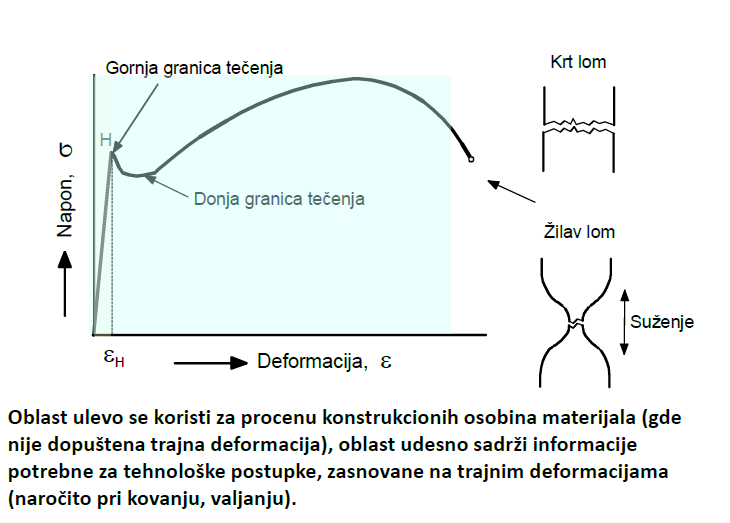 Gornja granica tečenja
Krt lom
H
Napon, σ
Donja granica tečenja
Žilav lom
Suženje
εH
Deformacija, ε
Oblast ulevo se koristi za procenu konstrukcionih osobina materijala (gde
nije dopuštena trajna deformacija), oblast udesno sadrži informacije
potrebne za tehnološke postupke, zasnovane na trajnim deformacijama
(naročito pri kovanju, valjanju).